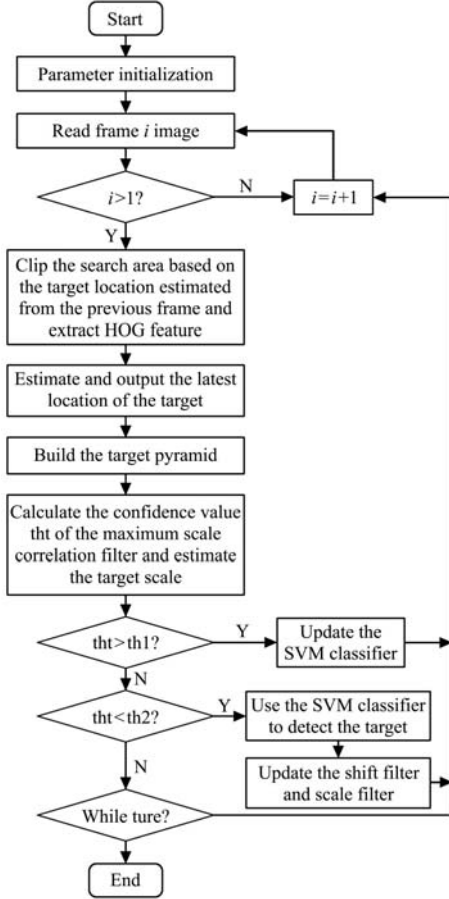 Start
Parameter initialization
Read frame i image
i>1?
N
i=i+1
Y
Clip the search area based on
the target location estimated
from the previous frame and
extract HOG feature
Estimate and output the latest
location of the target
Build the target pyramid
Calculate the confidence value
tht of the maximum scale
correlation filter and estimate
the target scale
tht>th1?
Y
Update the
SVM classifier
N
tht<th2?
Y
Use the SVM classifier
to detect the target
N
Update the shift filter
and scale filter
While ture?
End